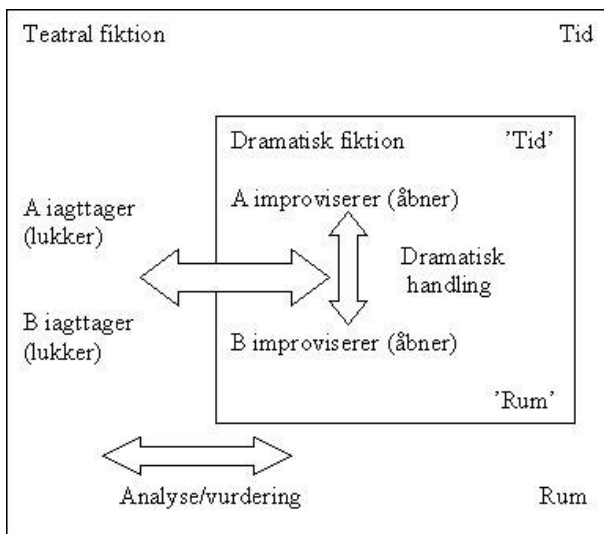 Teatral fiktion
Tid
Dramatisk fiktion
'Tid'
A iagttager
(lukker)
A improviserer (åbner)
Dramatisk
handling
B iagttager
(lukker)
B improviserer (åbner)
'Rum'
Analyse/vurdering
Rum